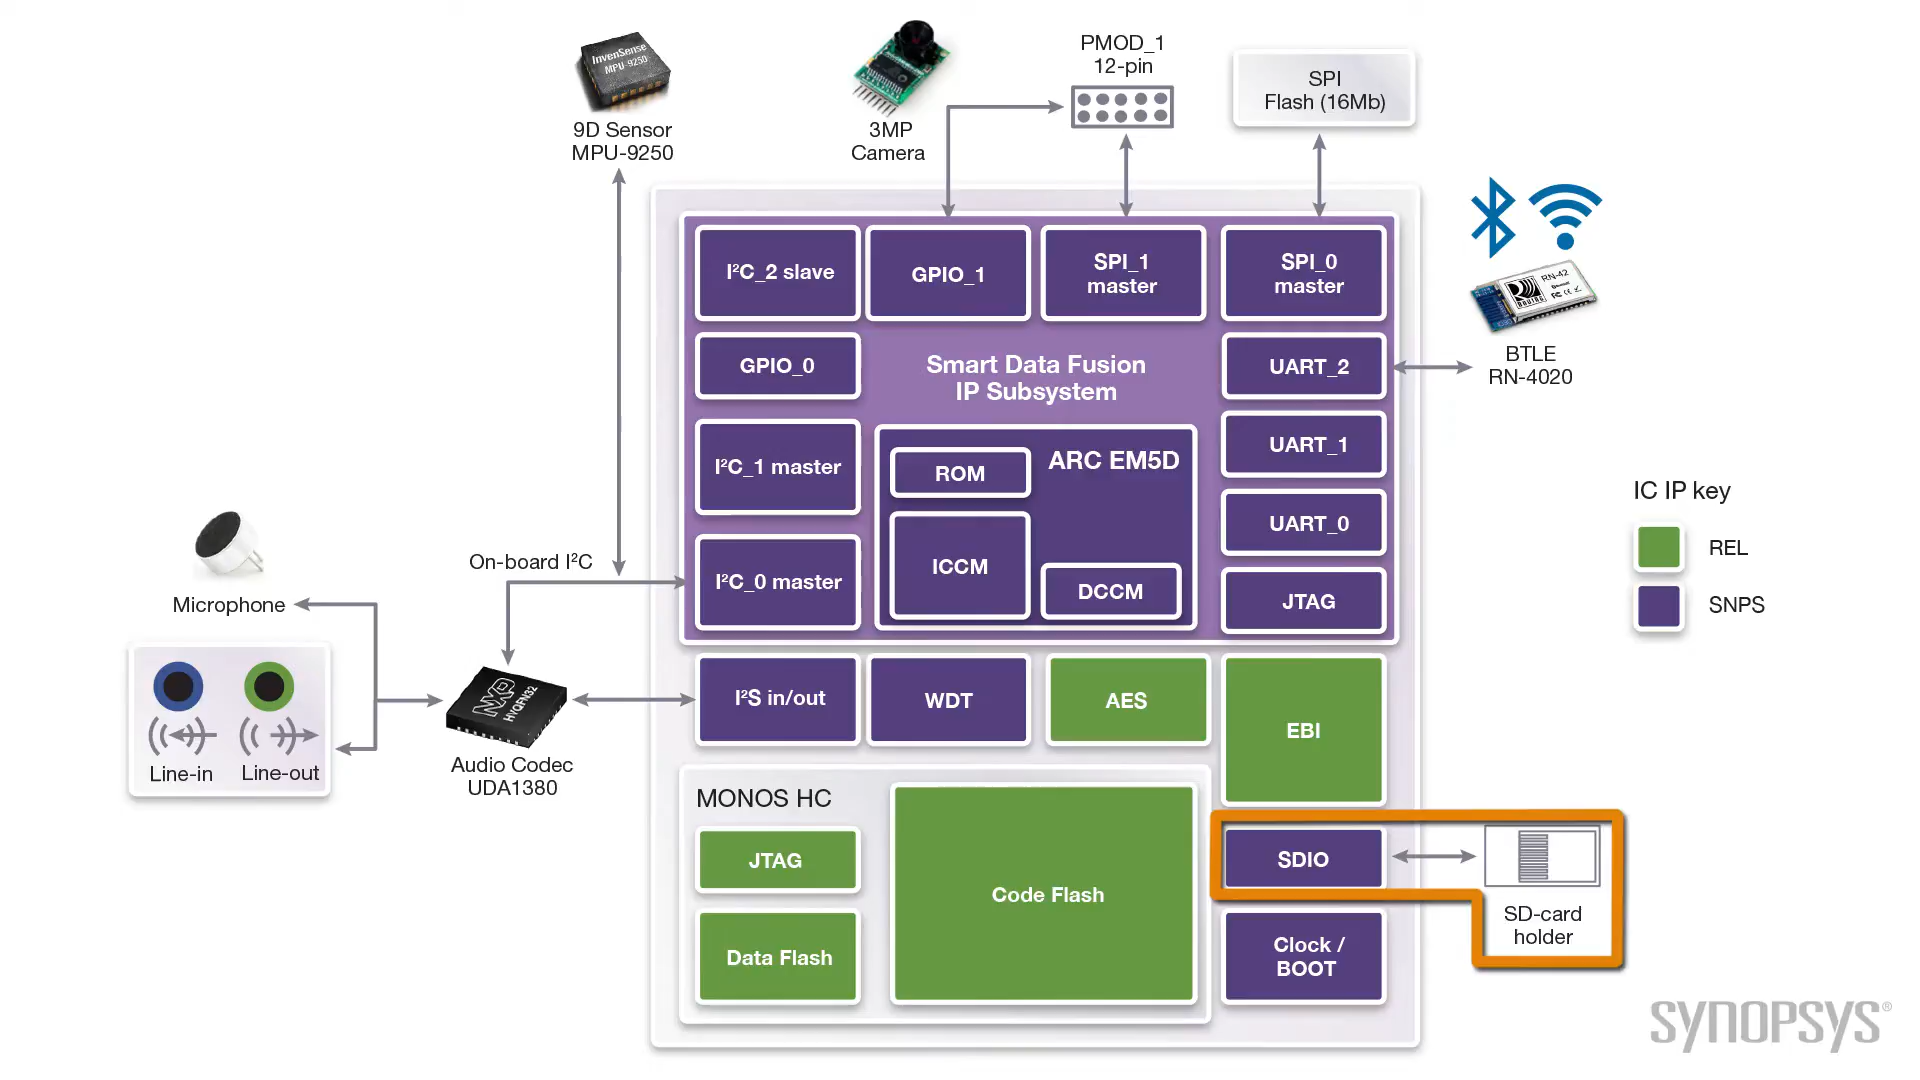 InvenSense
MPU-9250
9D Sensor
MPU-9250
3MP
Camera
PMOD_1
12-pin
SPI
Flash (16Mb)
RN-42
BTLE
RN-4020
I²C_2 slave
GPIO_1
SPI_1
master
SPI_0
master
GPIO_0
Smart Data Fusion
IP Subsystem
UART_2
I²C_1 master
ROM
ARC EM5D
UART_1
ICCM
UART_0
On-board I²C
I²C_0 master
DCCM
JTAG
IC IP key
REL
SNPS
Microphone
Line-in
Line-out
NXP
HVQFN32
Audio Codec
UDA1380
I²S in/out
WDT
AES
EBI
MONOS HC
JTAG
Code Flash
Data Flash
SDIO
SD-card
holder
Clock /
BOOT
SYNOPSYS®